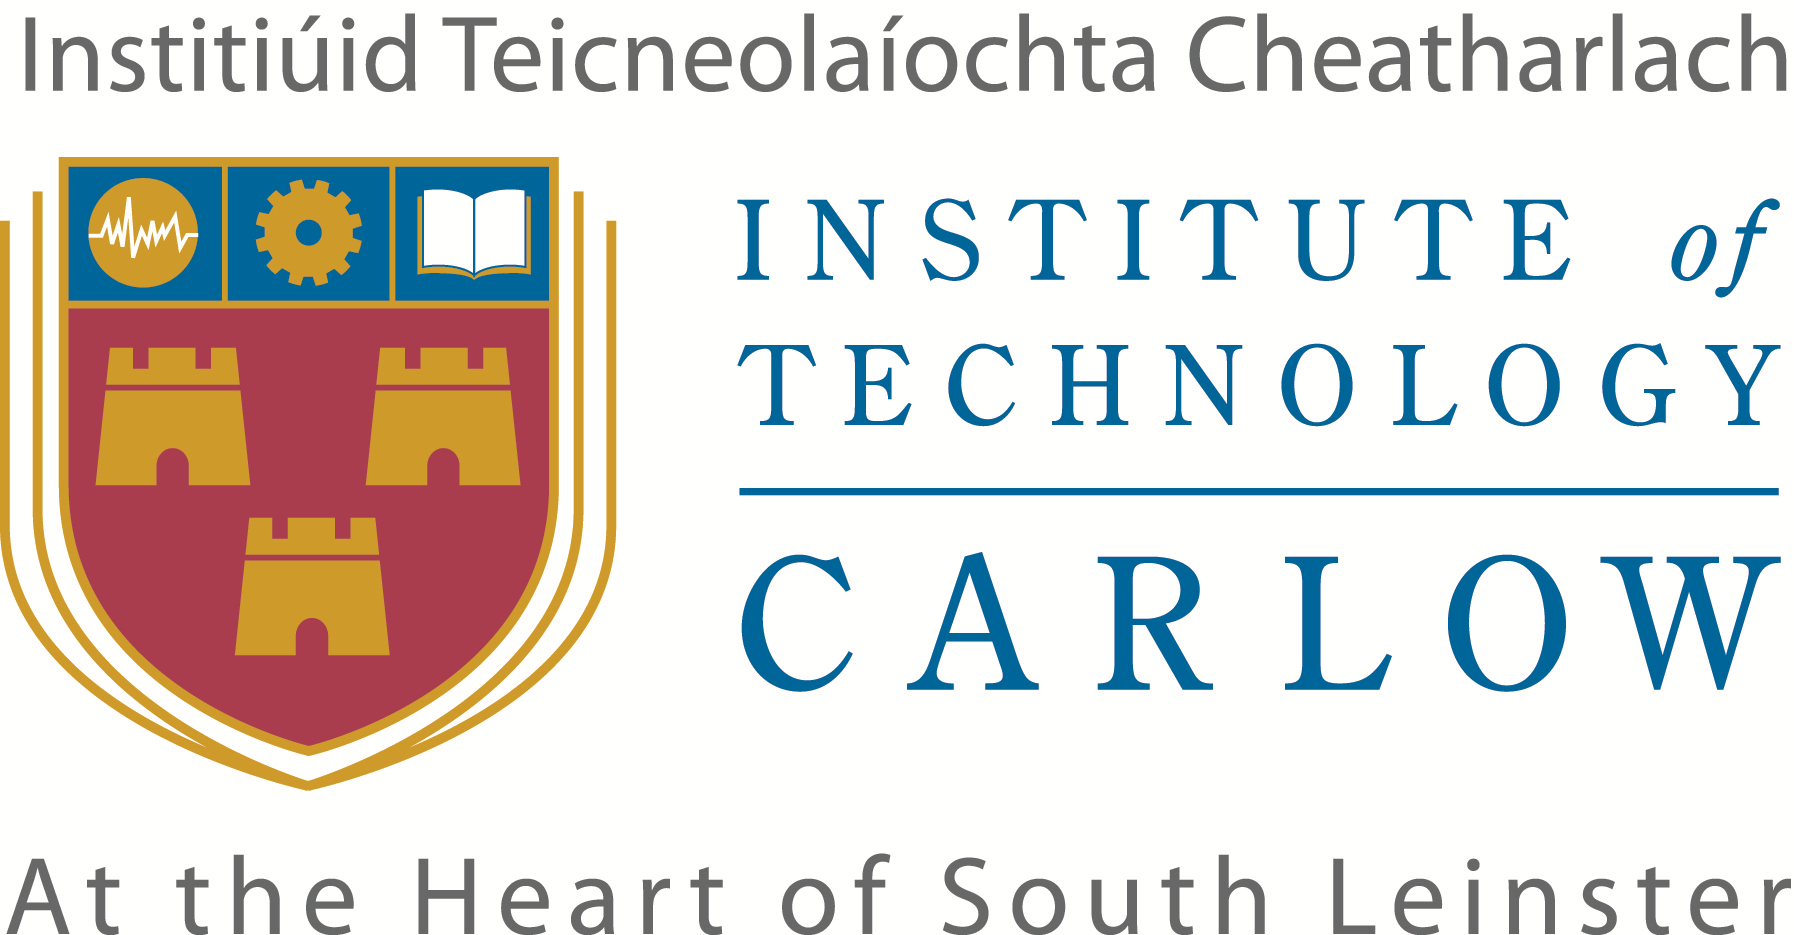 Institiúid Teicneolaíochta Cheatharlach
INSTITUTE of
TECHNOLOGY
CARLOW
At the Heart of South Leinster